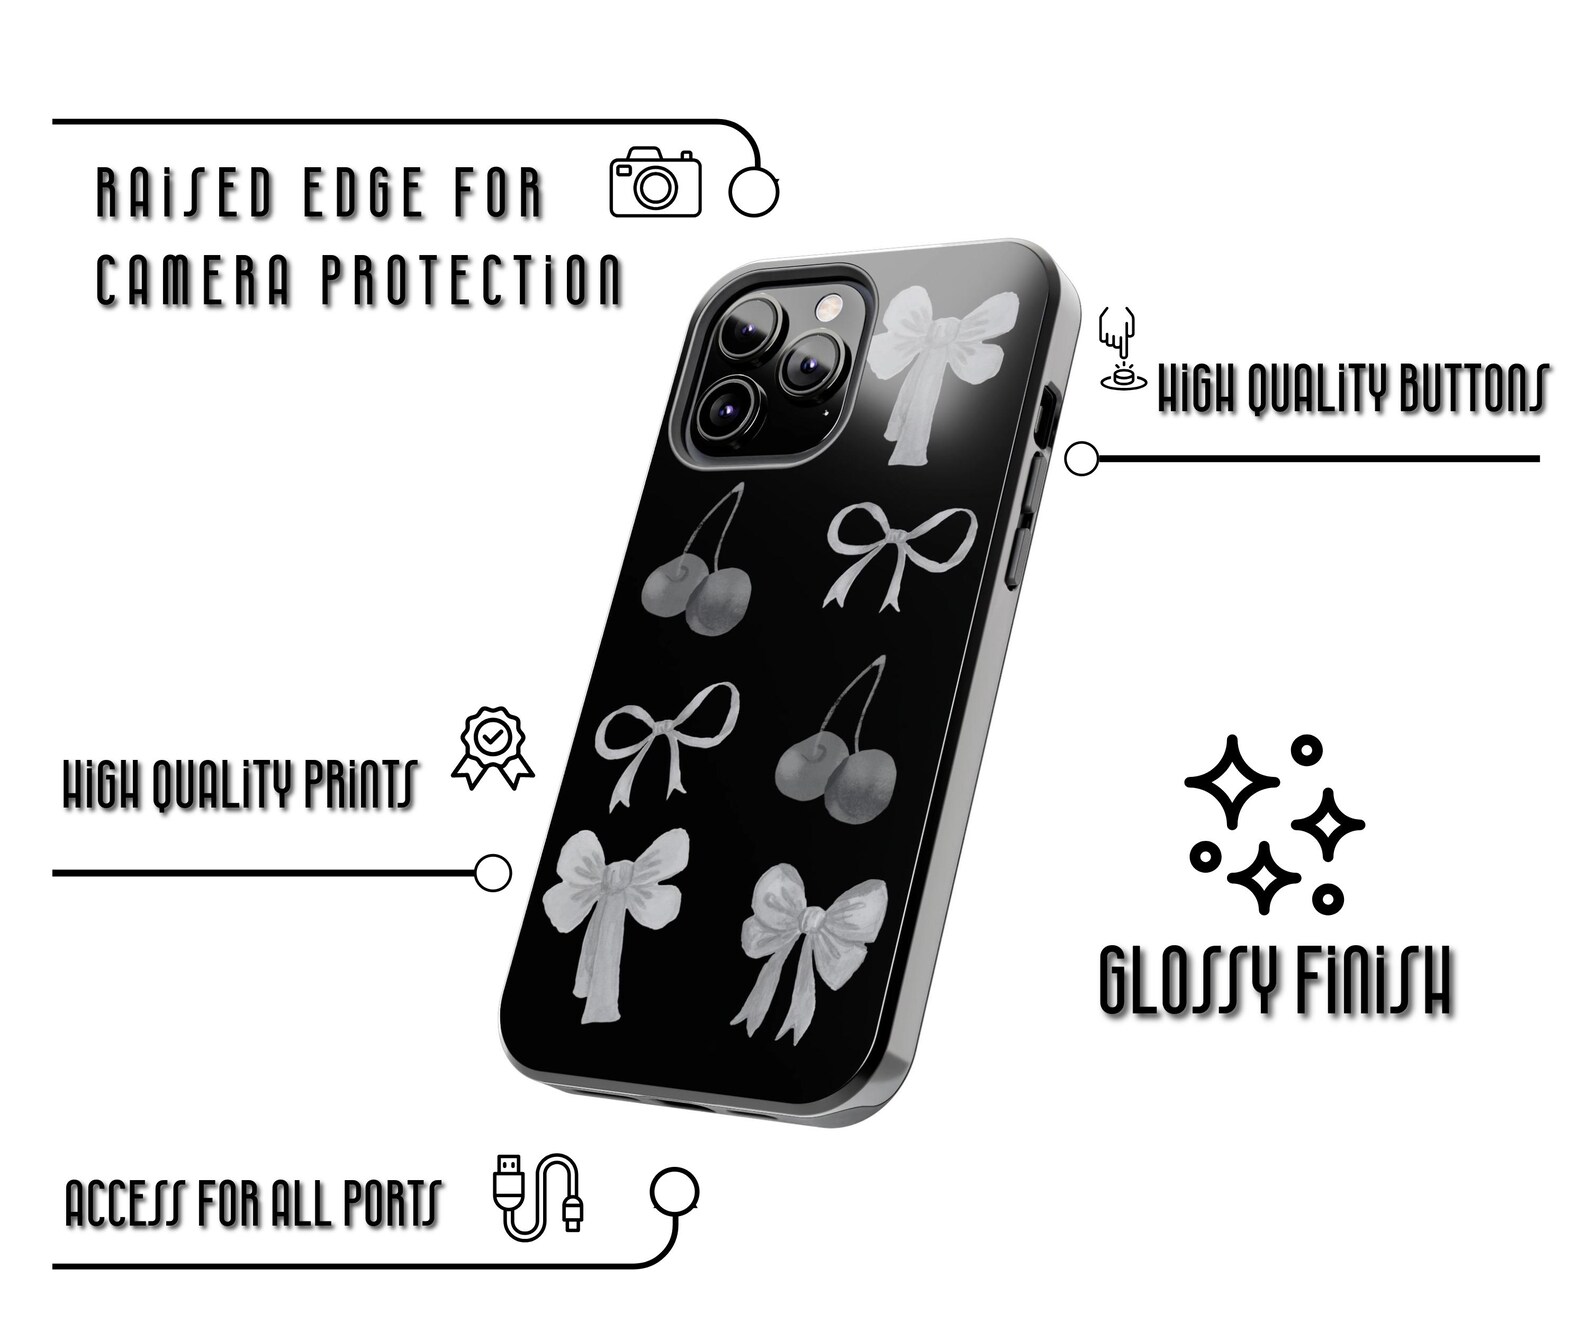 RAiSED EDGE FOR
CAMERA PROTECTiON
HiGH QUALiTY BUTTONS
HiGH QUALiTY PRiNTS
GLOSSY FiNiSH
ACCESS FOR ALL PORTS